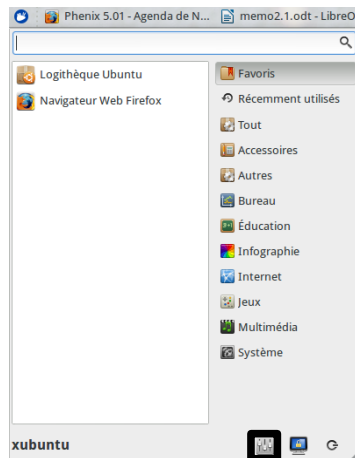 Phenix 5.01 - Agenda de N... memo2.1.odt - LibreO
Logithèque Ubuntu
Navigateur Web Firefox
Favoris
Récemment utilisés
Tout
Accessoires
Autres
Bureau
Éducation
Infographie
Internet
Jeux
Multimédia
Système
xubuntu